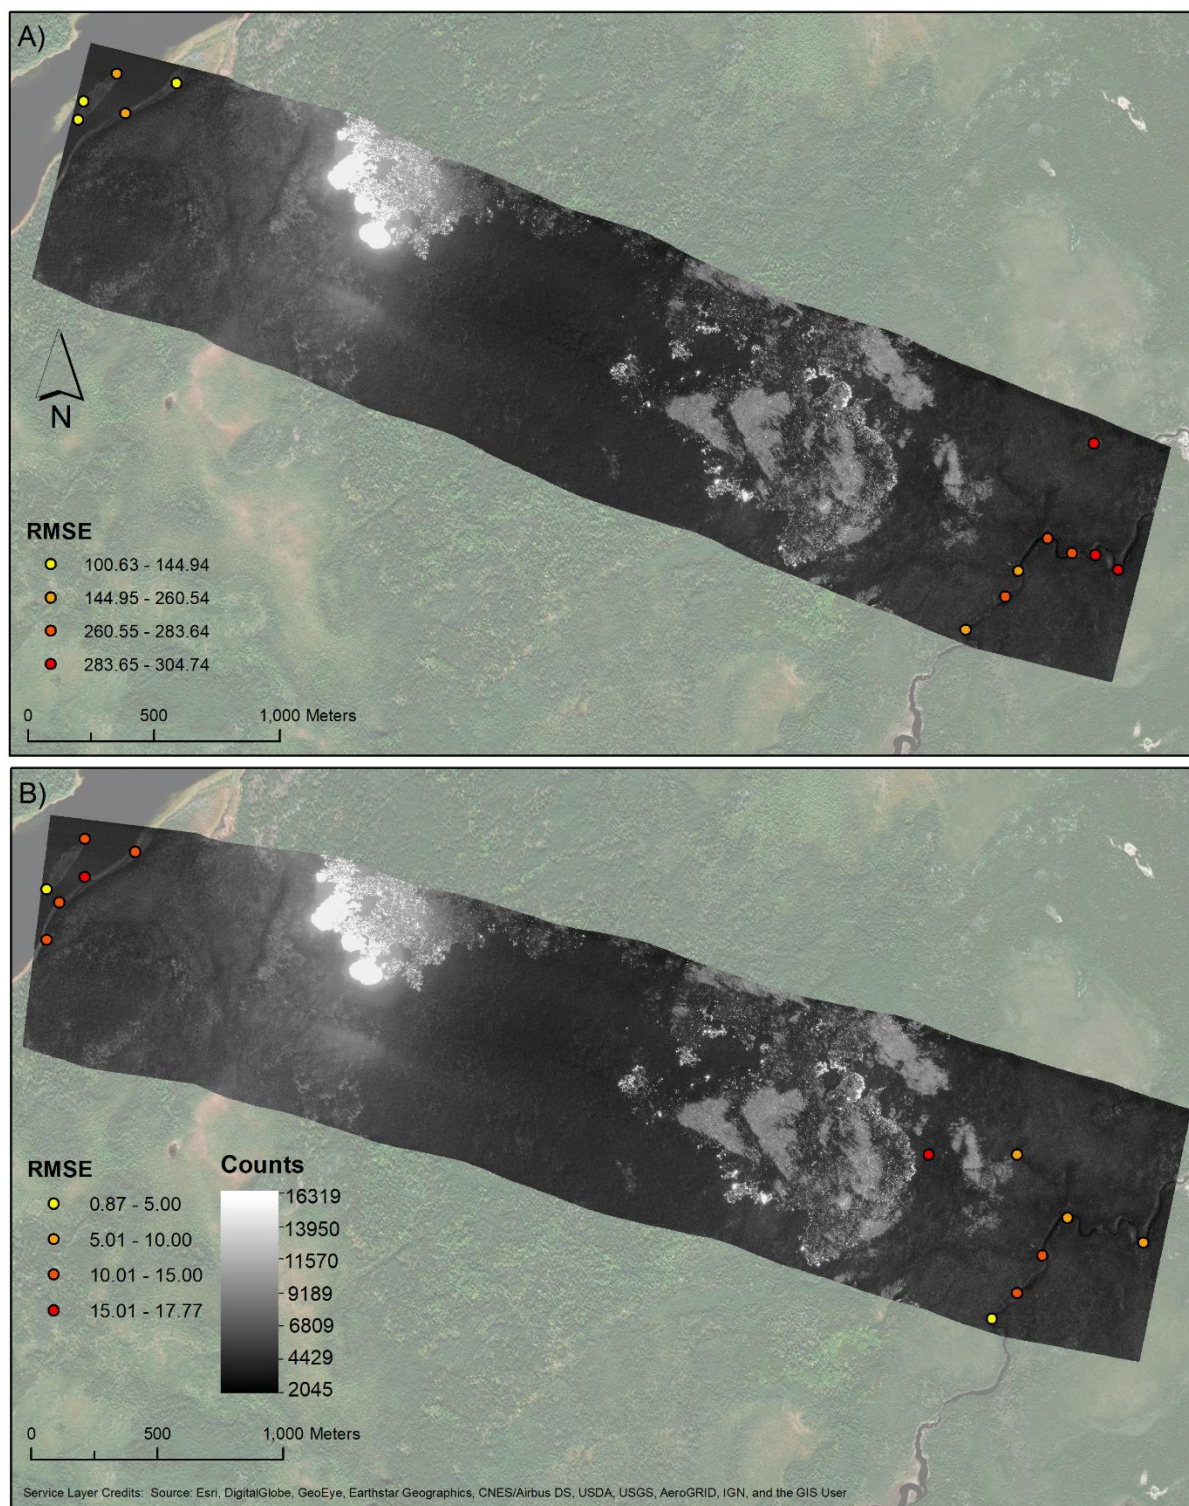 A)
N
RMSE
100.63 - 144.94
144.95 - 260.54
260.55 - 283.64
283.65 - 304.74
0 500 1,000 Meters
B)
RMSE
0.87 - 5.00
5.01 - 10.00
10.01 - 15.00
15.01 - 17.77
Counts
16319
13950
11570
9189
6809
4429
2045
0 500 1,000 Meters
Service Layer Credits: Source: Esri, DigitalGlobe, GeoEye, Earthstar Geographics, CNES/Airbus DS, USDA, USGS, AeroGRID, IGN, and the GIS User